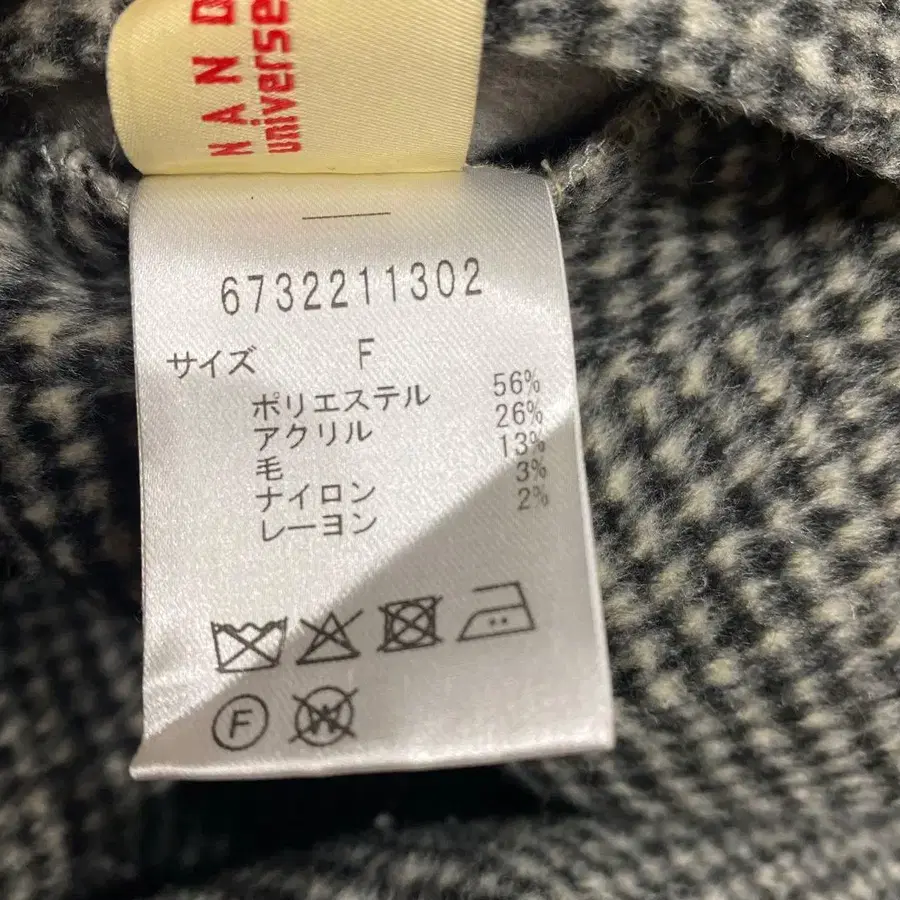 universe
6732211302
サイズ F
ポリエステル 56%
アクリル 26%
毛 13%
ナイロン 3%
レーヨン 2%
F
W